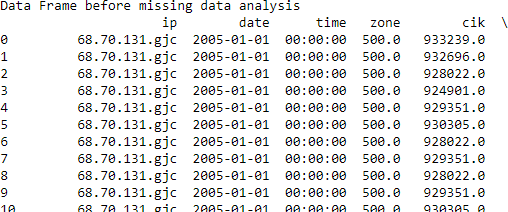 Data Frame before missing data analysis
ip date time zone cik \
0 68.70.131.gjc 2005-01-01 00:00:00 500.0 933239.0
1 68.70.131.gjc 2005-01-01 00:00:00 500.0 932696.0
2 68.70.131.gjc 2005-01-01 00:00:00 500.0 928022.0
3 68.70.131.gjc 2005-01-01 00:00:00 500.0 924901.0
4 68.70.131.gjc 2005-01-01 00:00:00 500.0 929351.0
5 68.70.131.gjc 2005-01-01 00:00:00 500.0 930305.0
6 68.70.131.gjc 2005-01-01 00:00:00 500.0 928022.0
7 68.70.131.gjc 2005-01-01 00:00:00 500.0 929351.0
8 68.70.131.gjc 2005-01-01 00:00:00 500.0 928022.0
9 68.70.131.gjc 2005-01-01 00:00:00 500.0 929351.0
10 68.70.131.gjc 2005-01-01 00:00:00 500.0 930305.0